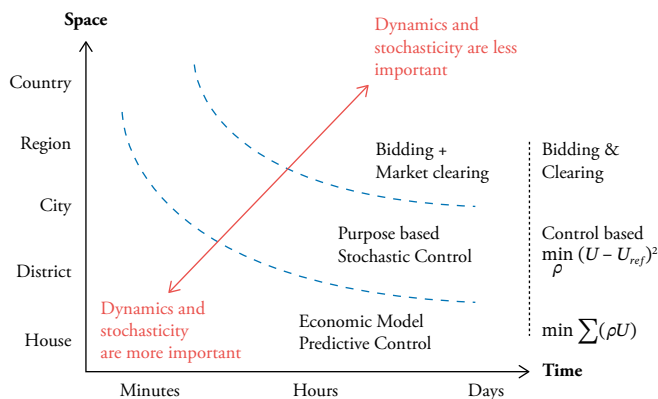 Space
Dynamics and
stochasticity are less
important
Country
Region
City
District
House
Bidding +
Market clearing
Bidding &
Clearing
Purpose based
Stochastic Control
Control based
min (U − U_ref)²
ρ
Dynamics and
stochasticity
are more important
Economic Model
Predictive Control
min ∑(ρU)
Time
Minutes
Hours
Days